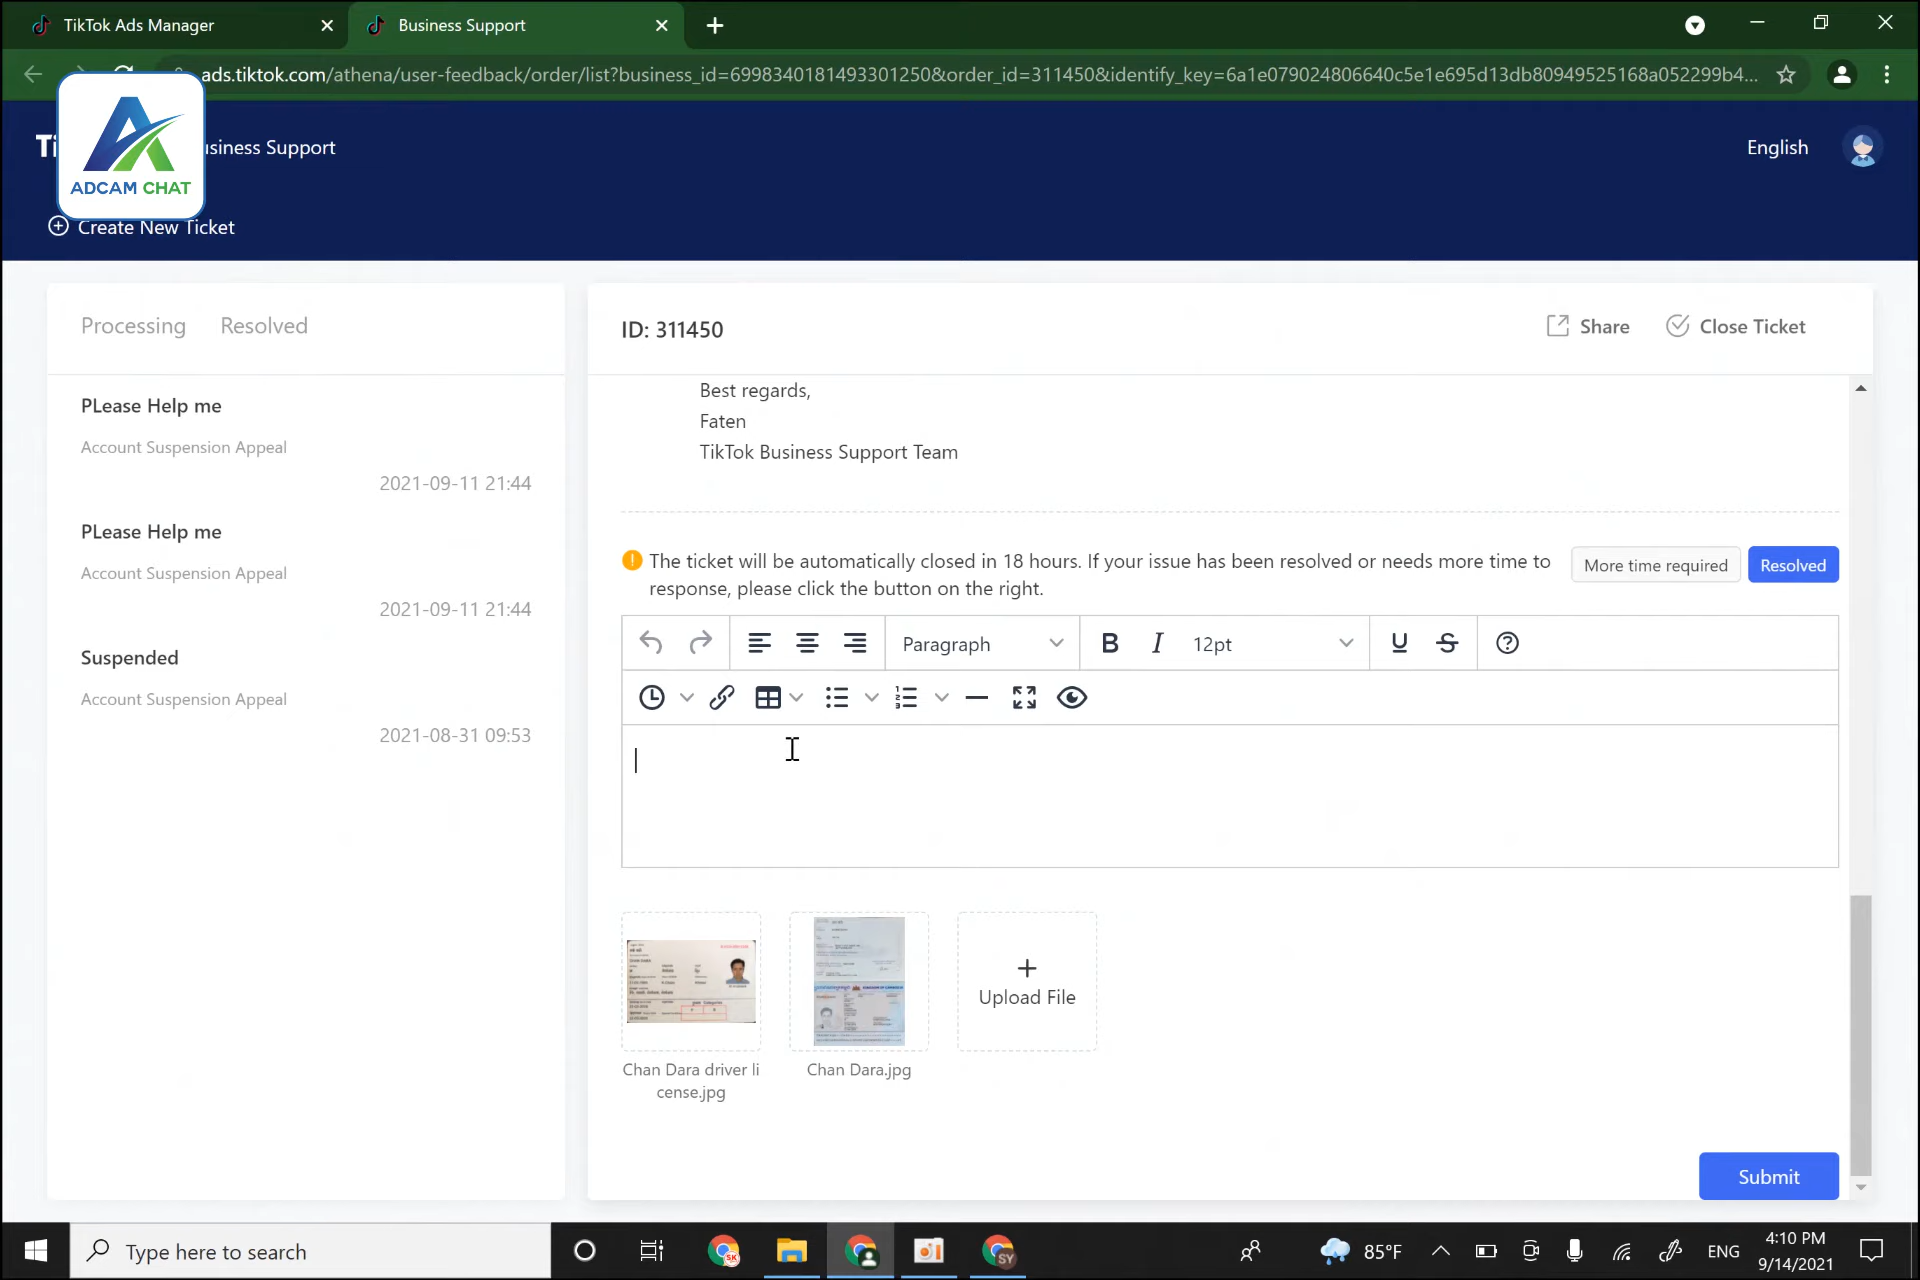 TikTok Ads Manager
Business Support
ads.tiktok.com/athena/user-feedback/order/list?business_id=6998340181493301250&order_id=311450&identify_key=6a1e079024806640c5e1e695d13db80949525168a052299b4...
Ti
ADCAM CHAT
usiness Support
English
Create New Ticket
Processing
Resolved
PLease Help me
Account Suspension Appeal
2021-09-11 21:44
PLease Help me
Account Suspension Appeal
2021-09-11 21:44
Suspended
Account Suspension Appeal
2021-08-31 09:53
ID: 311450
Share
Close Ticket
Best regards,
Faten
TikTok Business Support Team
The ticket will be automatically closed in 18 hours. If your issue has been resolved or needs more time to
response, please click the button on the right.
More time required
Resolved
Paragraph
B
I
12pt
U
S
Upload File
Chan Dara driver li
cense.jpg
Chan Dara.jpg
Submit
Type here to search
SK
SY
85°F
ENG
4:10 PM
9/14/2021